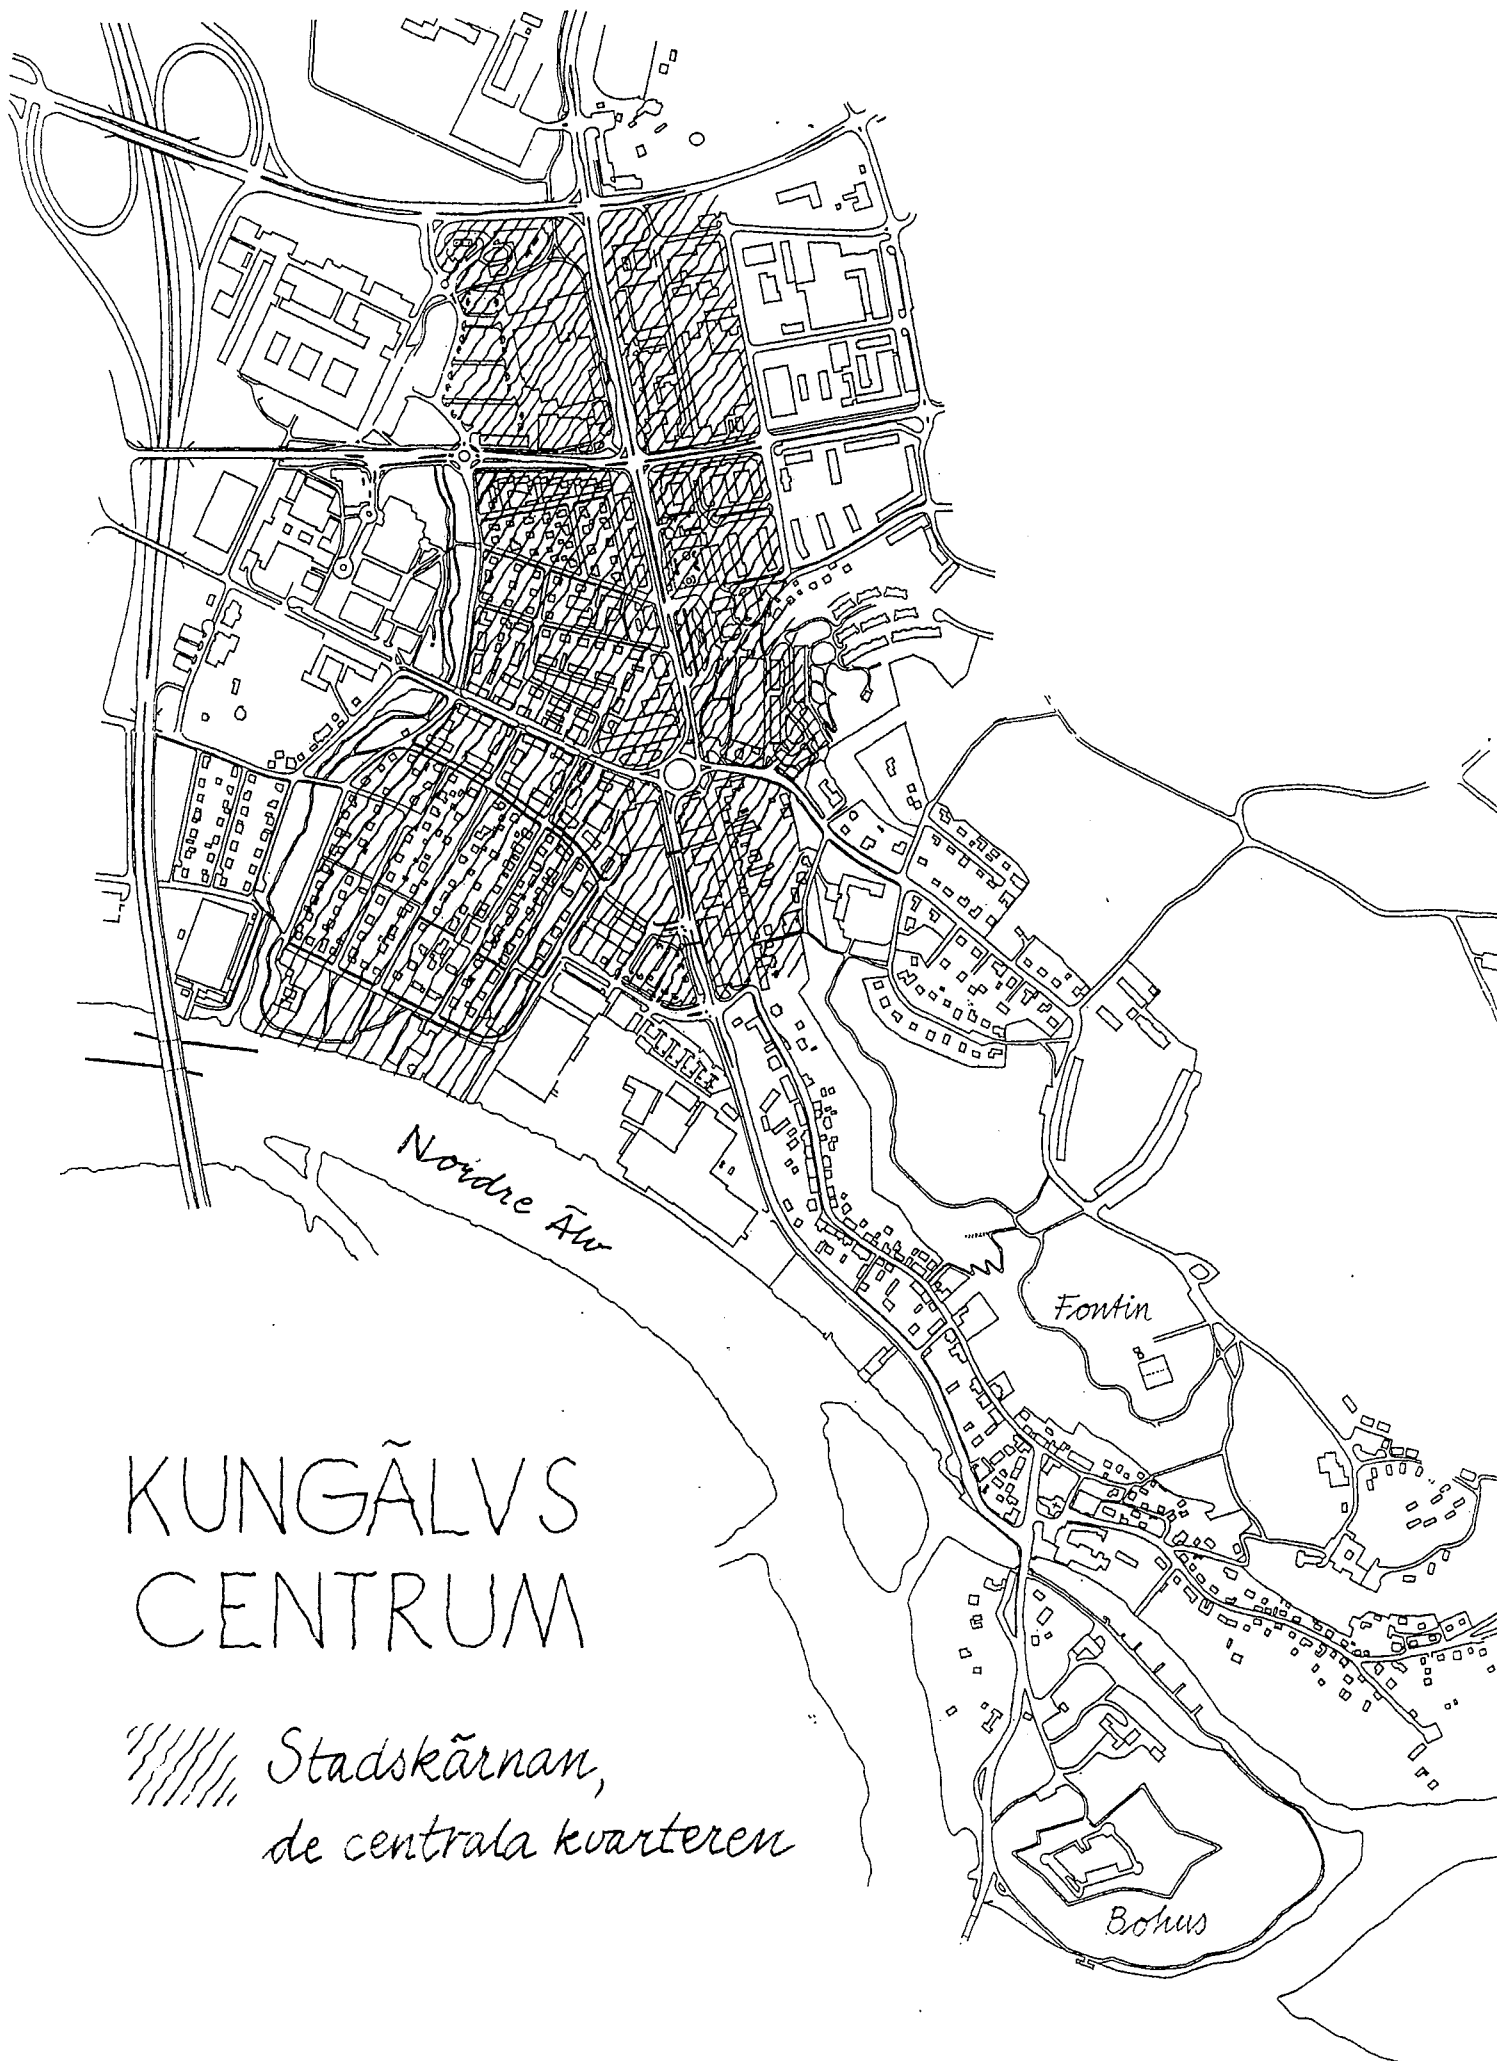 Nordre Älv
Fontin
KUNGÄLVS
CENTRUM
Stadskärnan,
de centrala kvarteren
Bohus